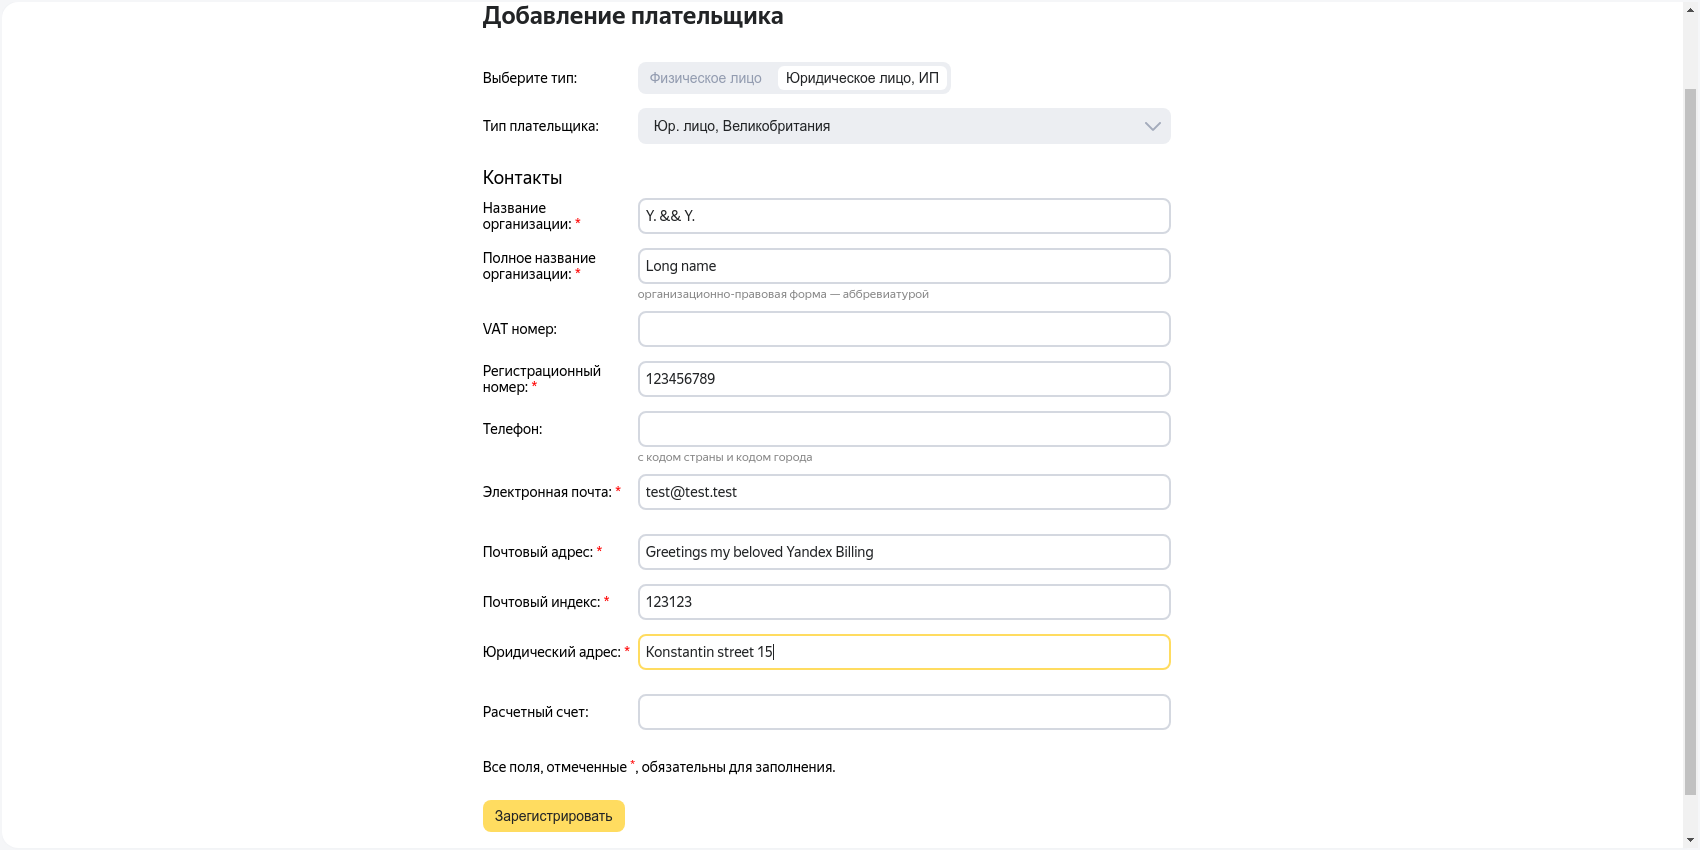 Добавление плательщика
Выберите тип:
Физическое лицо
Юридическое лицо, ИП
Тип плательщика:
Юр. лицо, Великобритания
Контакты
Название
организации: *
Y. && Y.
Полное название
организации: *
Long name
организационно-правовая форма — аббревиатурой
VAT номер:
Регистрационный
номер: *
123456789
Телефон:
с кодом страны и кодом города
Электронная почта: *
test@test.test
Почтовый адрес: *
Greetings my beloved Yandex Billing
Почтовый индекс: *
123123
Юридический адрес: *
Konstantin street 15
Расчетный счет:
Все поля, отмеченные *, обязательны для заполнения.
Зарегистрировать